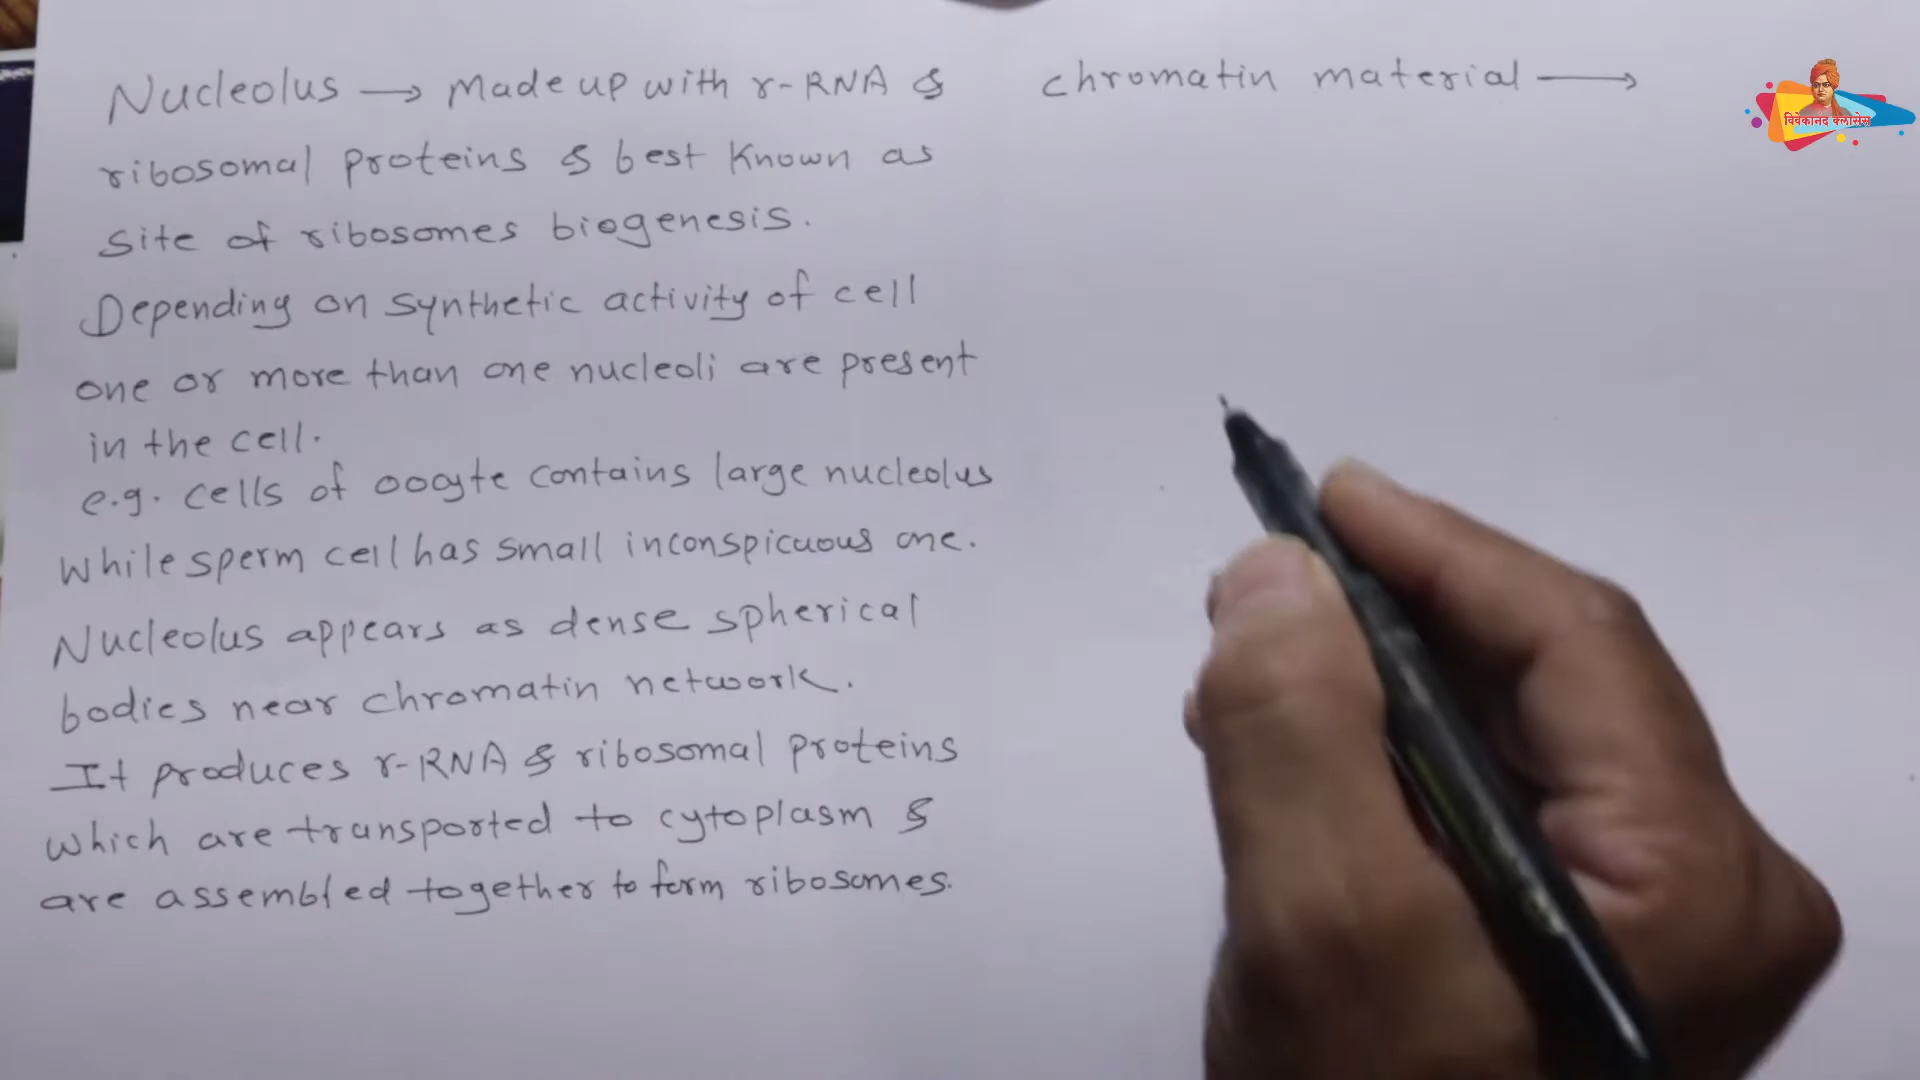 Nucleolus → Made up with r-RNA &
ribosomal proteins & best known as
site of ribosomes biogenesis.
Depending on synthetic activity of cell
one or more than one nucleoli are present
in the cell.
e.g. cells of oocyte contains large nucleolus
while sperm cell has small inconspicuous one.
Nucleolus appears as dense spherical
bodies near chromatin network.
It produces r-RNA & ribosomal proteins
which are transported to cytoplasm &
are assembled together to form ribosomes.
chromatin material →
विवेकानंद क्लासेस